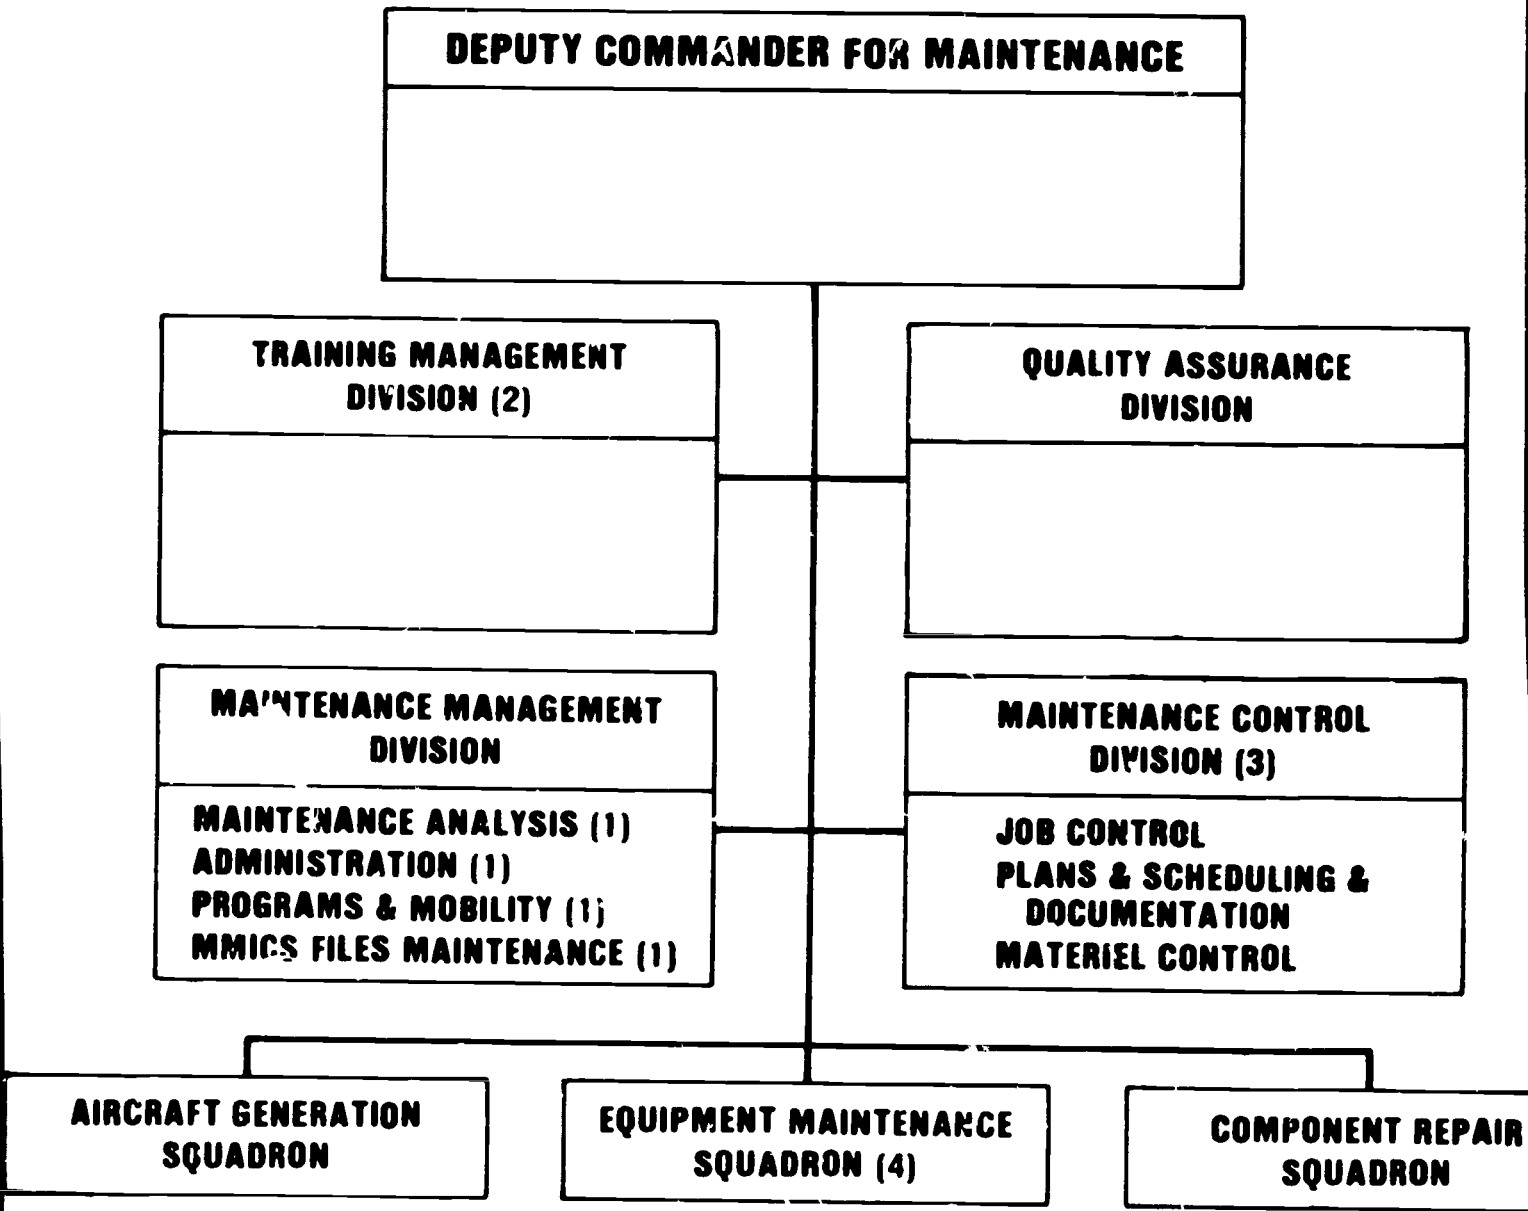 DEPUTY COMMANDER FOR MAINTENANCE
TRAINING MANAGEMENT
DIVISION (2)
QUALITY ASSURANCE
DIVISION
MAINTENANCE MANAGEMENT
DIVISION
MAINTENANCE ANALYSIS (1)
ADMINISTRATION (1)
PROGRAMS & MOBILITY (1)
MMICS FILES MAINTENANCE (1)
MAINTENANCE CONTROL
DIVISION (3)
JOB CONTROL
PLANS & SCHEDULING &
DOCUMENTATION
MATERIEL CONTROL
AIRCRAFT GENERATION
SQUADRON
EQUIPMENT MAINTENANCE
SQUADRON (4)
COMPONENT REPAIR
SQUADRON